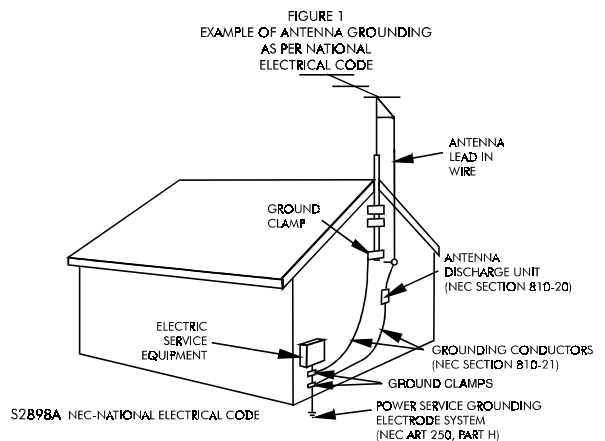 FIGURE 1
EXAMPLE OF ANTENNA GROUNDING
AS PER NATIONAL
ELECTRICAL CODE
ANTENNA
LEAD IN
WIRE
GROUND
CLAMP
ANTENNA
DISCHARGE UNIT
(NEC SECTION 810-20)
ELECTRIC
SERVICE
EQUIPMENT
GROUNDING CONDUCTORS
(NEC SECTION 810-21)
GROUND CLAMPS
POWER SERVICE GROUNDING
ELECTRODE SYSTEM
(NEC ART 250, PART H)
S2898A NEC-NATIONAL ELECTRICAL CODE